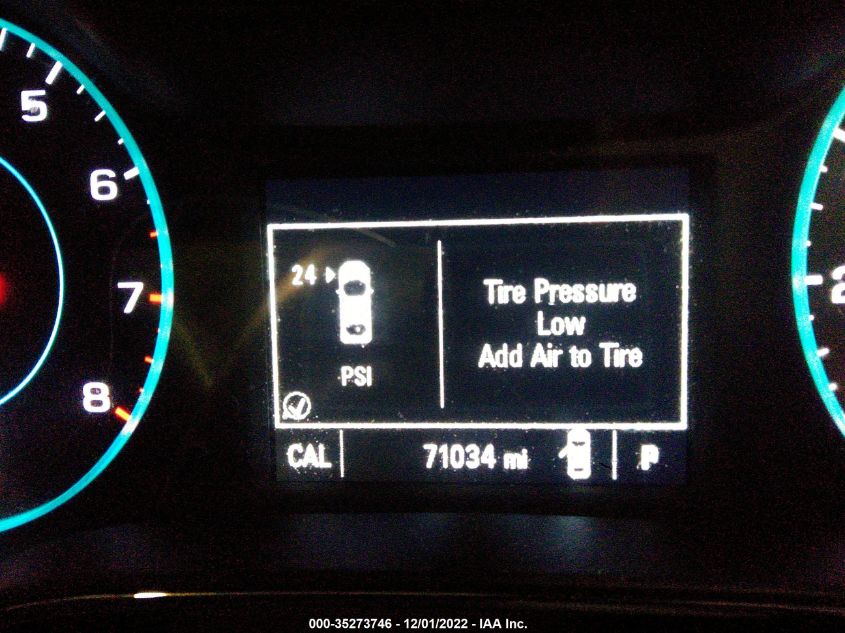 5
6
7
8
24
PSI
Tire Pressure
Low
Add Air to Tire
CAL
71034 mi
P
2
000-35273746 - 12/01/2022 - IAA Inc.